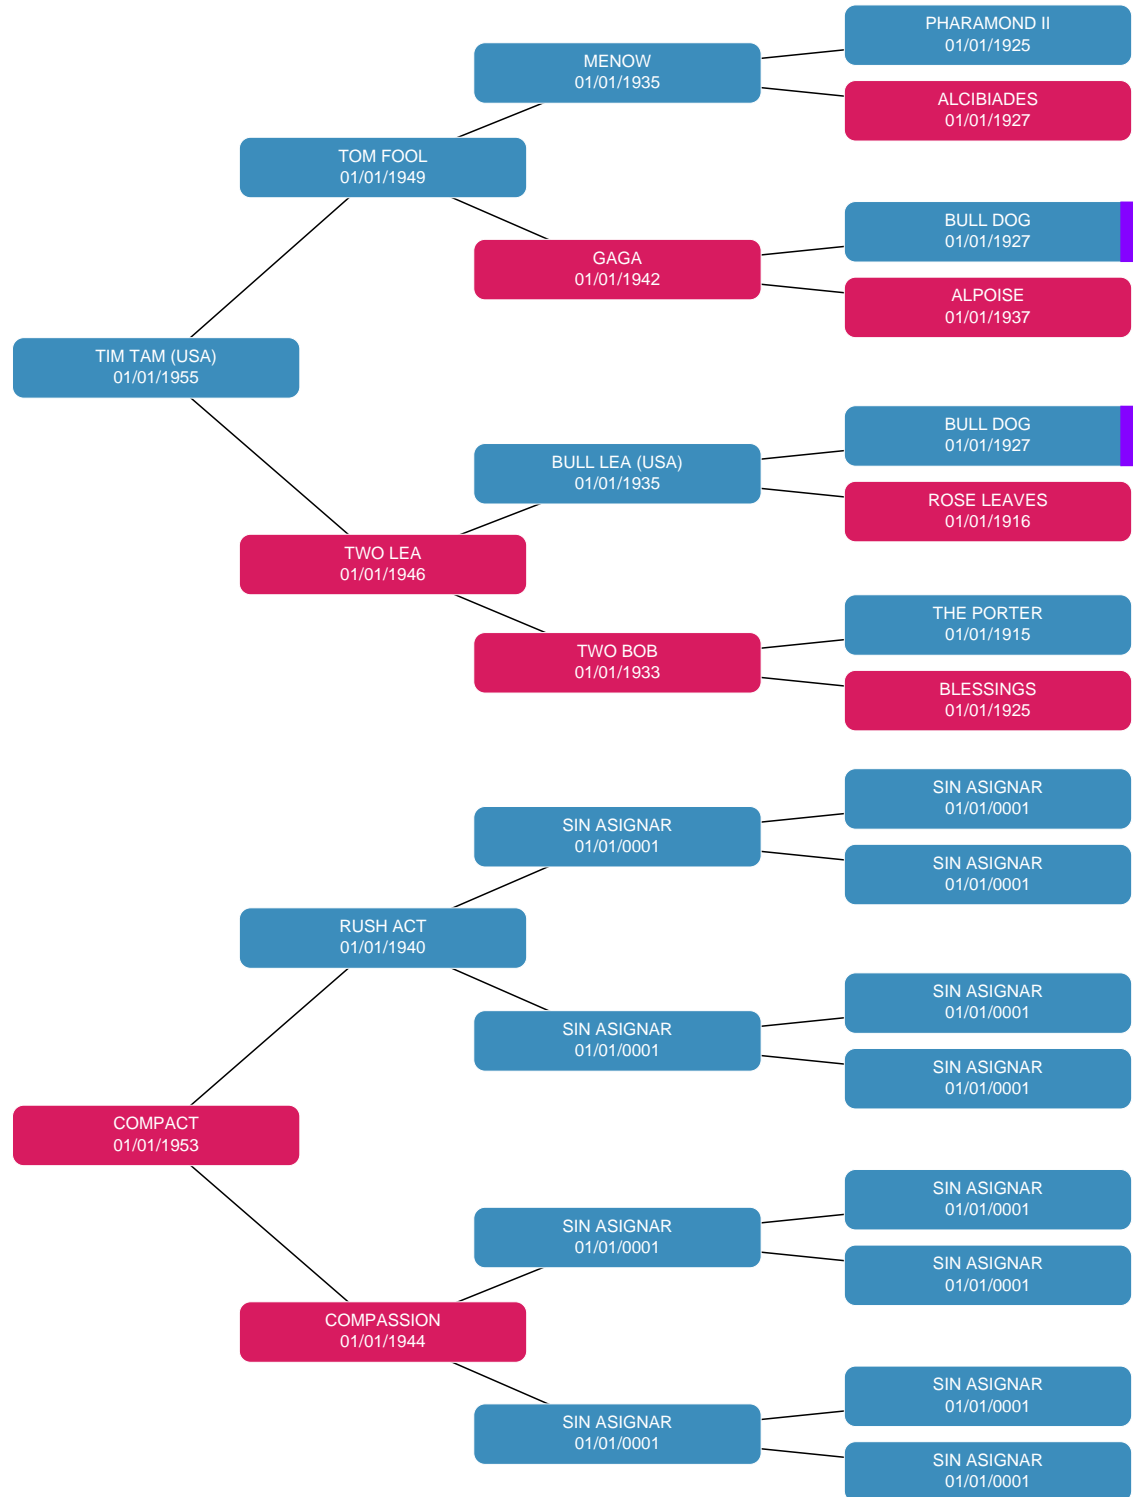 PHARAMOND II
01/01/1925
MENOW
01/01/1935
ALCIBIADES
01/01/1927
TOM FOOL
01/01/1949
BULL DOG
01/01/1927
GAGA
01/01/1942
ALPOISE
01/01/1937
TIM TAM (USA)
01/01/1955
BULL DOG
01/01/1927
BULL LEA (USA)
01/01/1935
ROSE LEAVES
01/01/1916
TWO LEA
01/01/1946
THE PORTER
01/01/1915
TWO BOB
01/01/1933
BLESSINGS
01/01/1925
SIN ASIGNAR
01/01/0001
SIN ASIGNAR
01/01/0001
SIN ASIGNAR
01/01/0001
RUSH ACT
01/01/1940
SIN ASIGNAR
01/01/0001
SIN ASIGNAR
01/01/0001
SIN ASIGNAR
01/01/0001
COMPACT
01/01/1953
SIN ASIGNAR
01/01/0001
SIN ASIGNAR
01/01/0001
SIN ASIGNAR
01/01/0001
COMPASSION
01/01/1944
SIN ASIGNAR
01/01/0001
SIN ASIGNAR
01/01/0001
SIN ASIGNAR
01/01/0001